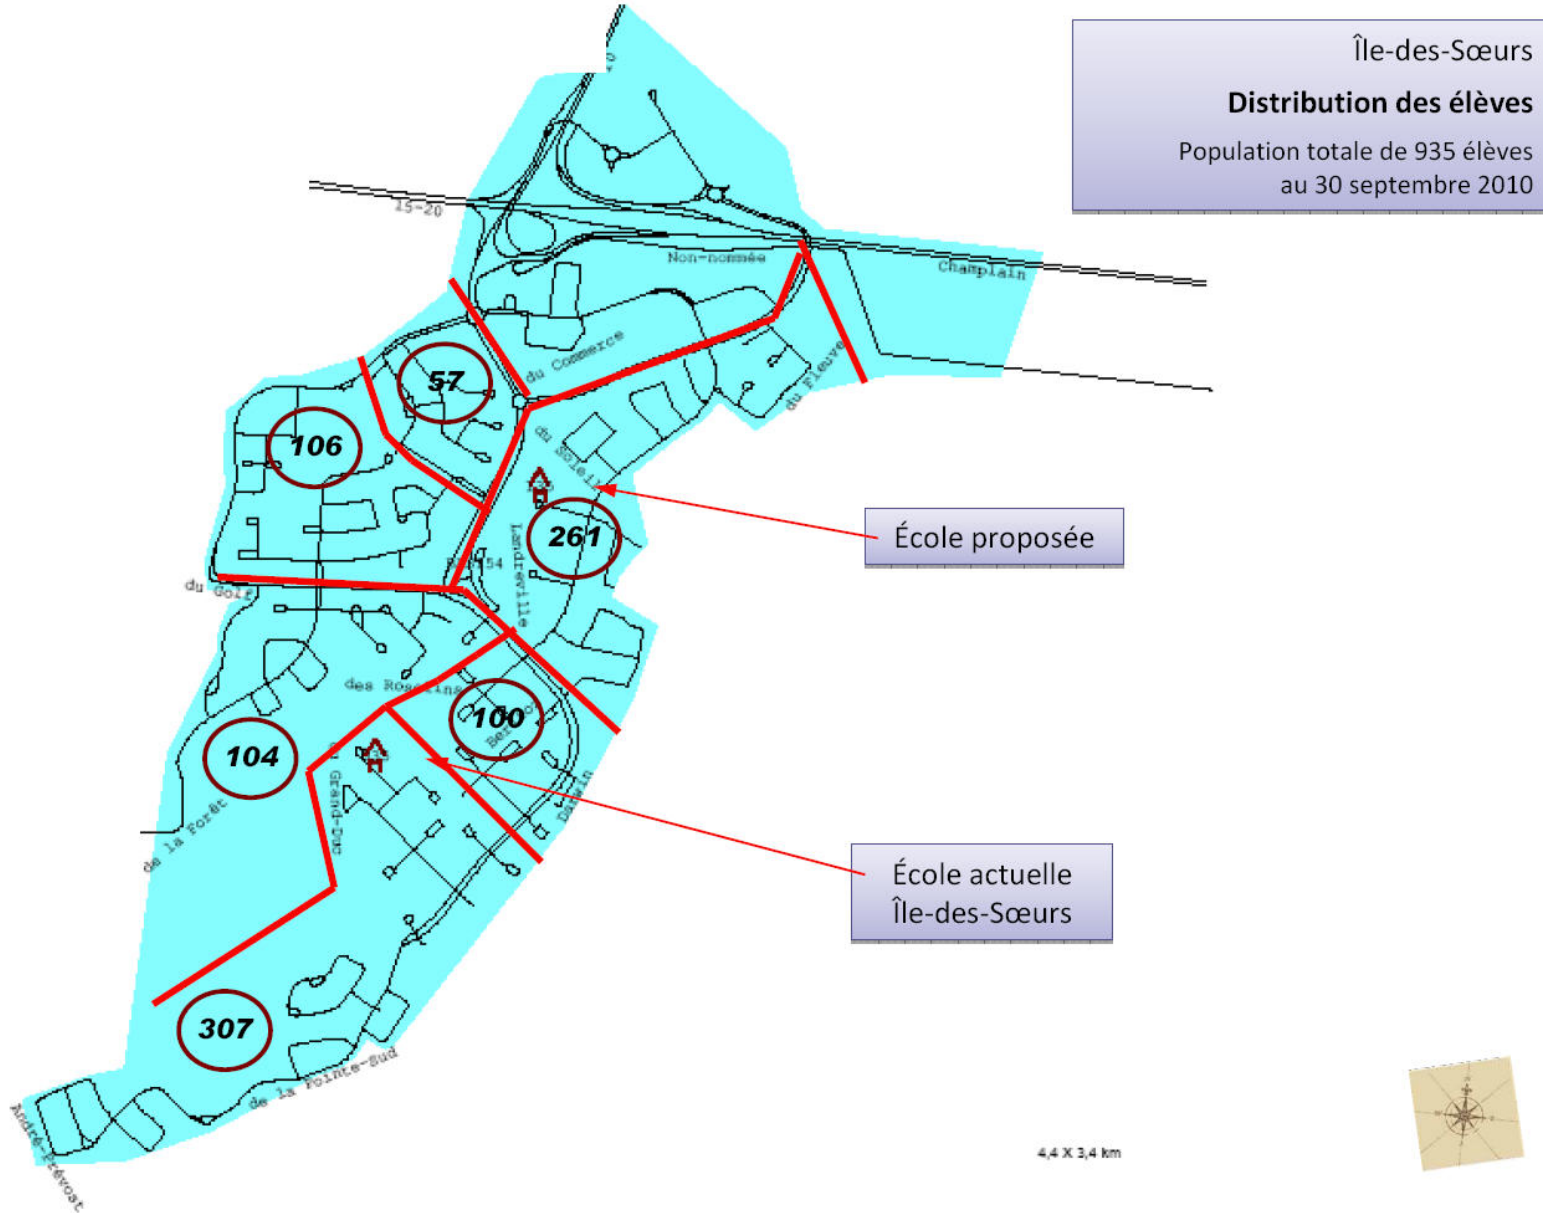 Île-des-Sœurs
Distribution des élèves
Population totale de 935 élèves
au 30 septembre 2010
15-20
Non-nommée
Champlain
du Commerce
du Fleuve
57
106
du Soleil
École proposée
261
Landreville
du Golf
des Roselins
100
Darwin
104
du Grand-Duc
de la Forêt
École actuelle
Île-des-Sœurs
307
de la Pointe-Sud
André-Prévost
4,4 X 3,4 km